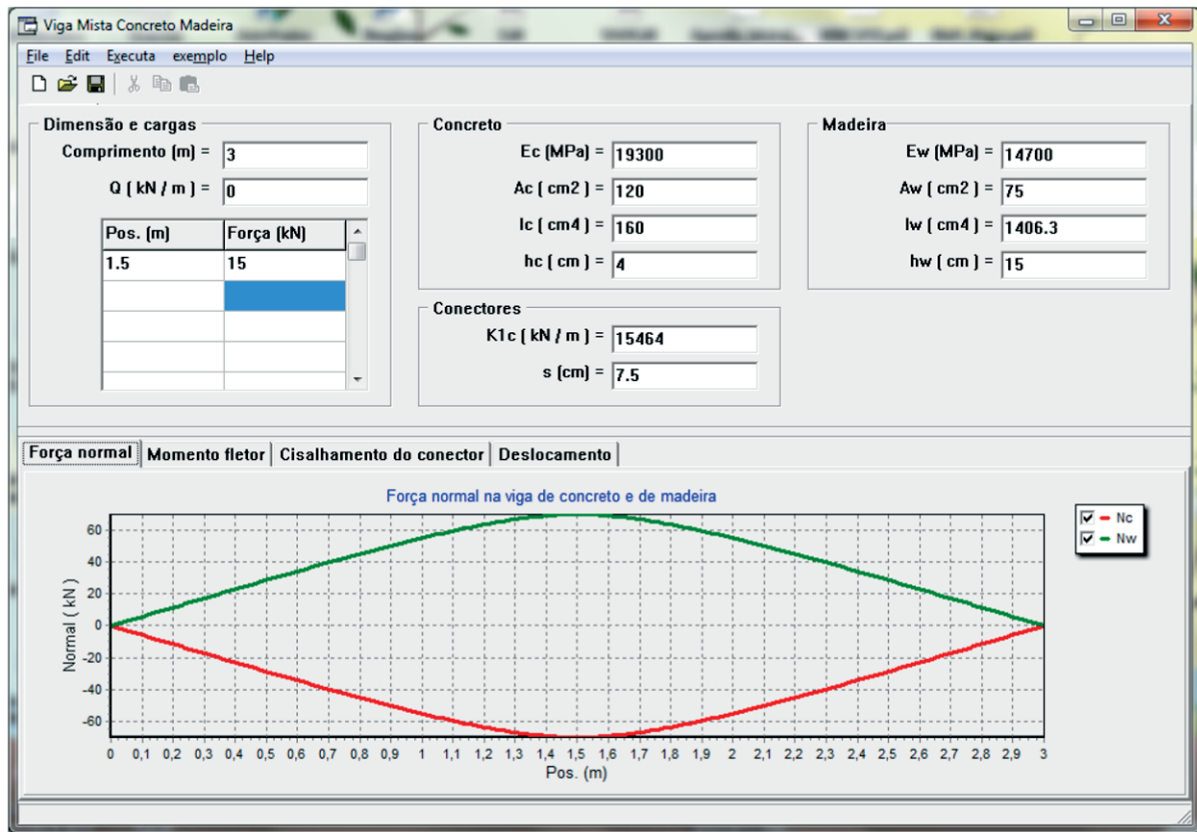 Viga Mista Concreto Madeira
File Edit Executa exemplo Help
Dimensão e cargas
Comprimento (m) = 3
Q ( kN / m ) = 0
Pos. (m) Força (kN)
1.5 15
Concreto
Ec (MPa) = 19300
Ac ( cm2 ) = 120
Ic ( cm4 ) = 160
hc ( cm ) = 4
Conectores
K1c ( kN / m ) = 15464
s (cm) = 7.5
Madeira
Ew (MPa) = 14700
Aw ( cm2 ) = 75
Iw ( cm4 ) = 1406.3
hw ( cm ) = 15
Força normal Momento fletor Cisalhamento do conector Deslocamento
Força normal na viga de concreto e de madeira
Normal ( kN )
60
40
20
0
-20
-40
-60
0 0,1 0,2 0,3 0,4 0,5 0,6 0,7 0,8 0,9 1 1,1 1,2 1,3 1,4 1,5 1,6 1,7 1,8 1,9 2 2,1 2,2 2,3 2,4 2,5 2,6 2,7 2,8 2,9 3
Pos. (m)
Nc
Nw